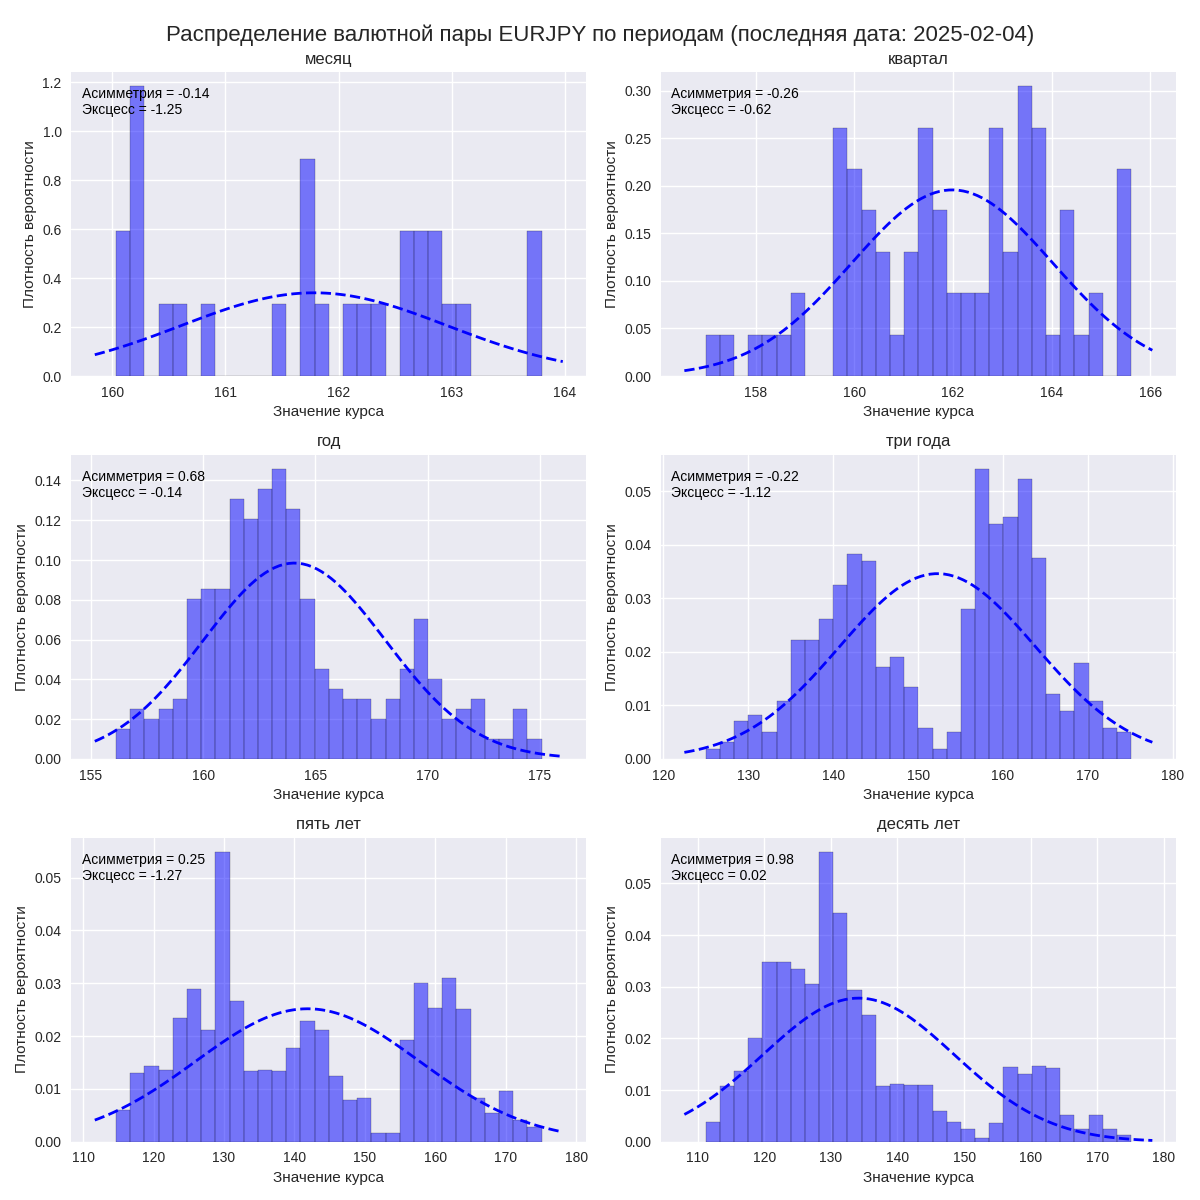 Распределение валютной пары EURJPY по периодам (последняя дата: 2025-02-04)
месяц
Асимметрия = -0.14
Эксцесс = -1.25
Плотность вероятности
1.2
1.0
0.8
0.6
0.4
0.2
0.0
160 161 162 163 164
Значение курса
квартал
Асимметрия = -0.26
Эксцесс = -0.62
Плотность вероятности
0.30
0.25
0.20
0.15
0.10
0.05
0.00
158 160 162 164 166
Значение курса
год
Асимметрия = 0.68
Эксцесс = -0.14
Плотность вероятности
0.14
0.12
0.10
0.08
0.06
0.04
0.02
0.00
155 160 165 170 175
Значение курса
три года
Асимметрия = -0.22
Эксцесс = -1.12
Плотность вероятности
0.05
0.04
0.03
0.02
0.01
0.00
120 130 140 150 160 170 180
Значение курса
пять лет
Асимметрия = 0.25
Эксцесс = -1.27
Плотность вероятности
0.05
0.04
0.03
0.02
0.01
0.00
110 120 130 140 150 160 170 180
Значение курса
десять лет
Асимметрия = 0.98
Эксцесс = 0.02
Плотность вероятности
0.05
0.04
0.03
0.02
0.01
0.00
110 120 130 140 150 160 170 180
Значение курса